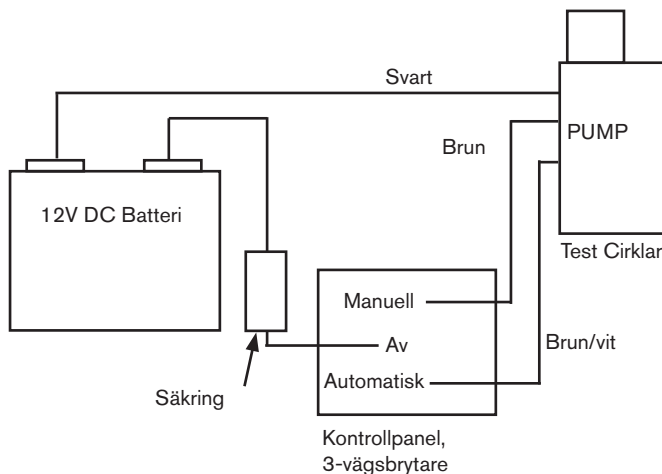 Svart
Brun
PUMP
12V DC Batteri
Test Cirklar
Manuell
Av
Brun/vit
Automatisk
Säkring
Kontrollpanel,
3-vägsbrytare